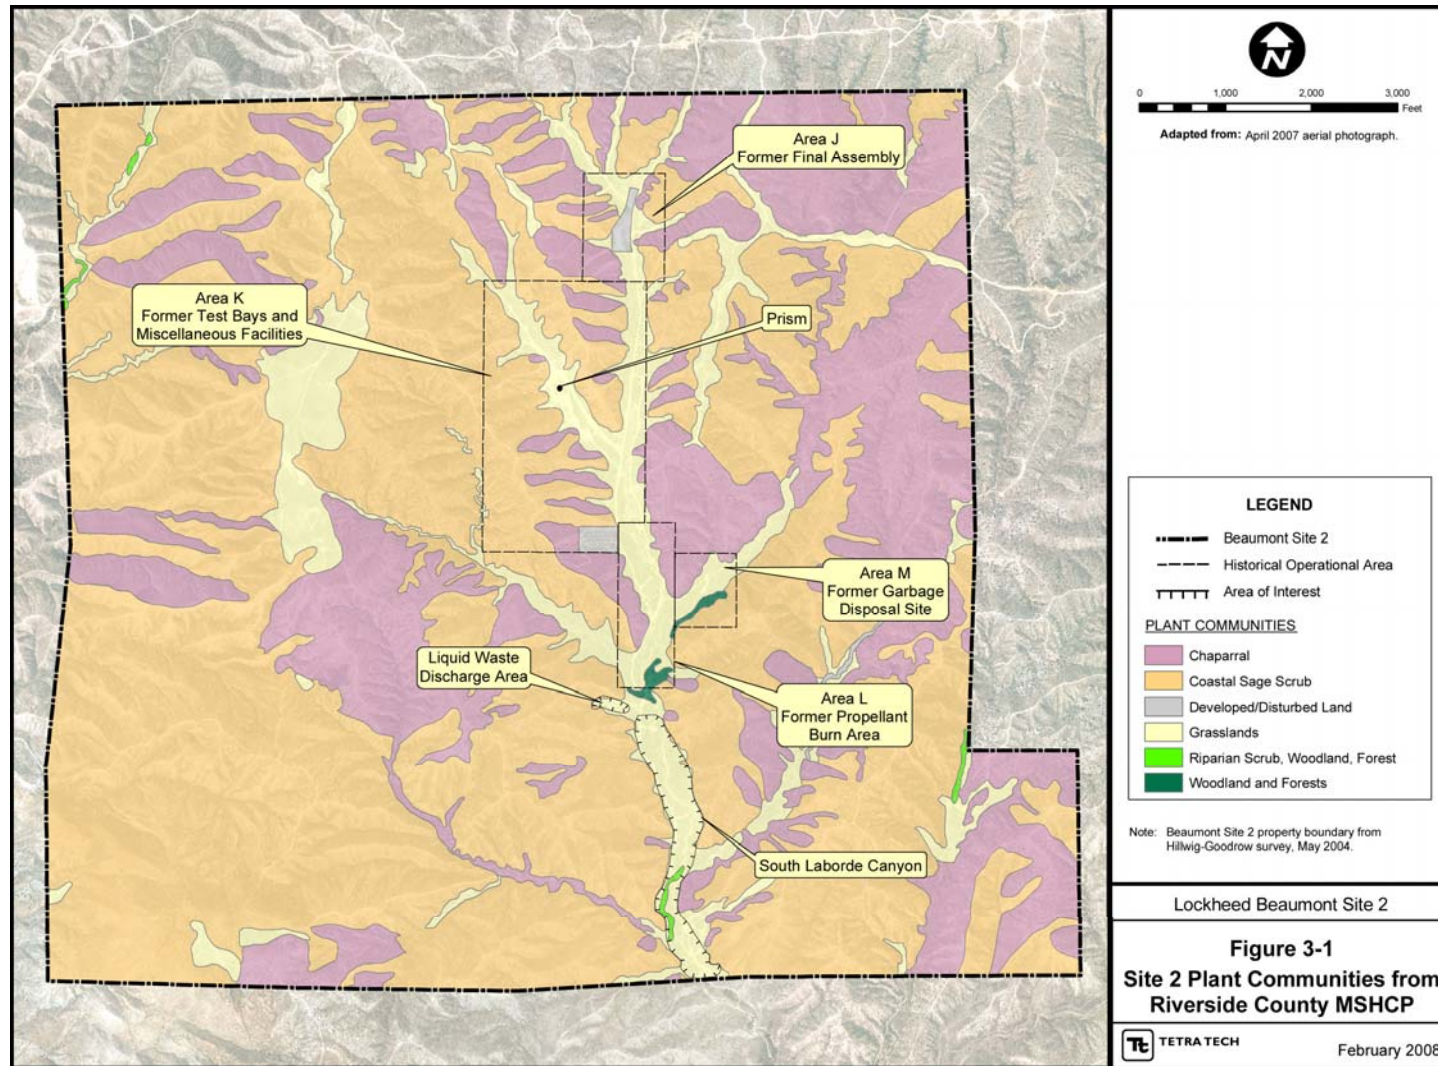 Area J
Former Final Assembly
Area K
Former Test Bays and
Miscellaneous Facilities
Prism
Area M
Former Garbage
Disposal Site
Liquid Waste
Discharge Area
Area L
Former Propellant
Burn Area
South Laborde Canyon
N
0 1,000 2,000 3,000
Feet
Adapted from: April 2007 aerial photograph.
LEGEND
Beaumont Site 2
Historical Operational Area
Area of Interest
PLANT COMMUNITIES
Chaparral
Coastal Sage Scrub
Developed/Disturbed Land
Grasslands
Riparian Scrub, Woodland, Forest
Woodland and Forests
Note: Beaumont Site 2 property boundary from
Hillwig-Goodrow survey, May 2004.
Lockheed Beaumont Site 2
Figure 3-1
Site 2 Plant Communities from
Riverside County MSHCP
Tt TETRA TECH
February 2008